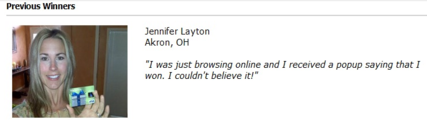 Previous Winners
Jennifer Layton
Akron, OH
"I was just browsing online and I received a popup saying that I
won. I couldn't believe it!"